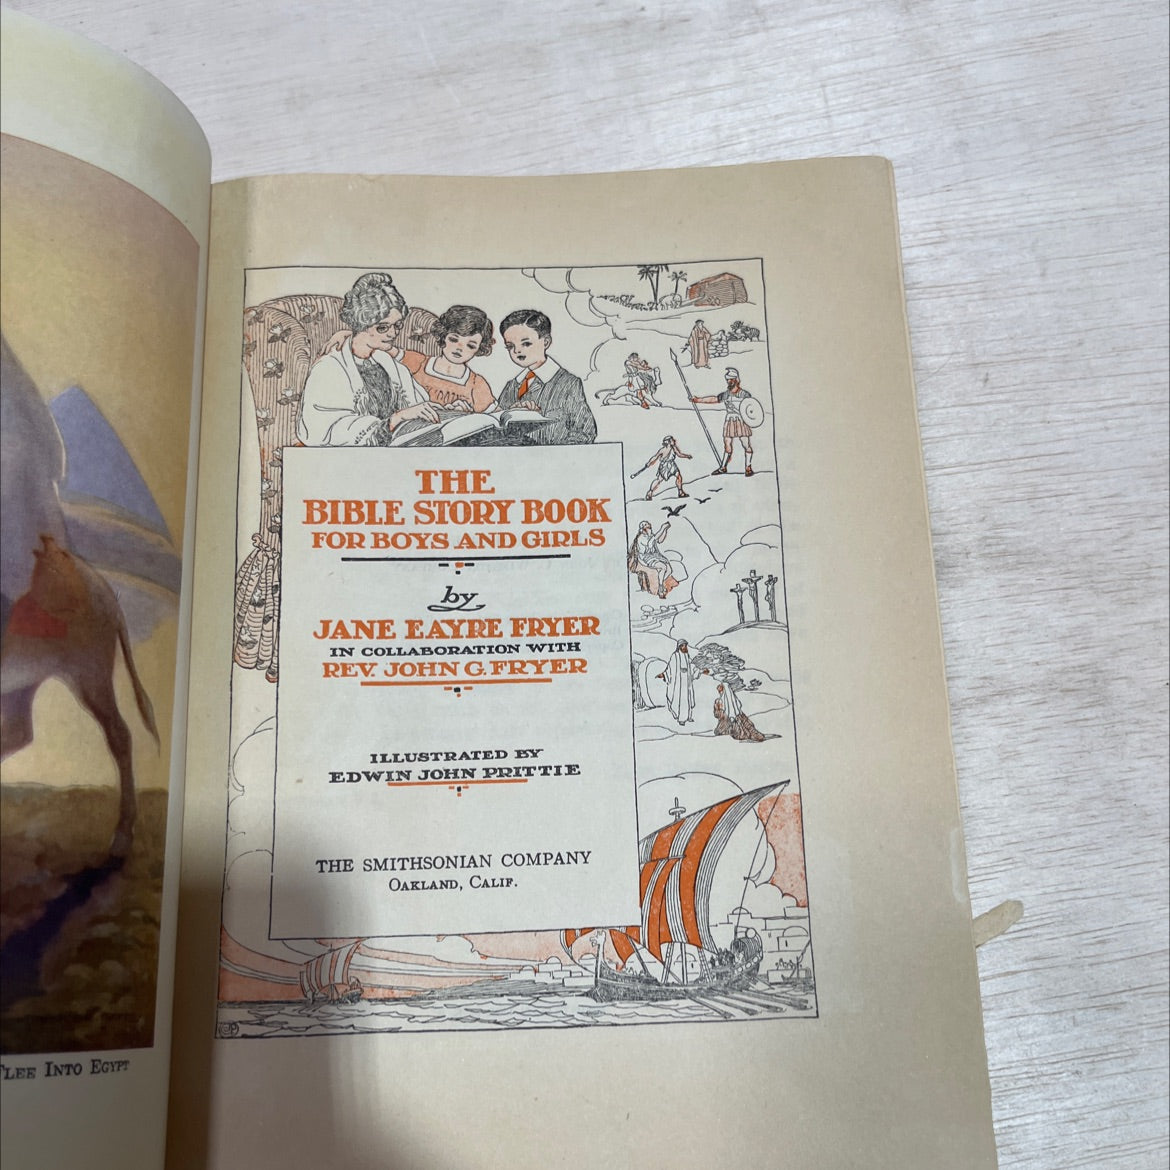 Flee Into Egypt
THE
BIBLE STORY BOOK
FOR BOYS AND GIRLS
by
JANE EAYRE FRYER
IN COLLABORATION WITH
REV. JOHN G. FRYER
ILLUSTRATED BY
EDWIN JOHN PRITTIE
THE SMITHSONIAN COMPANY
Oakland, Calif.